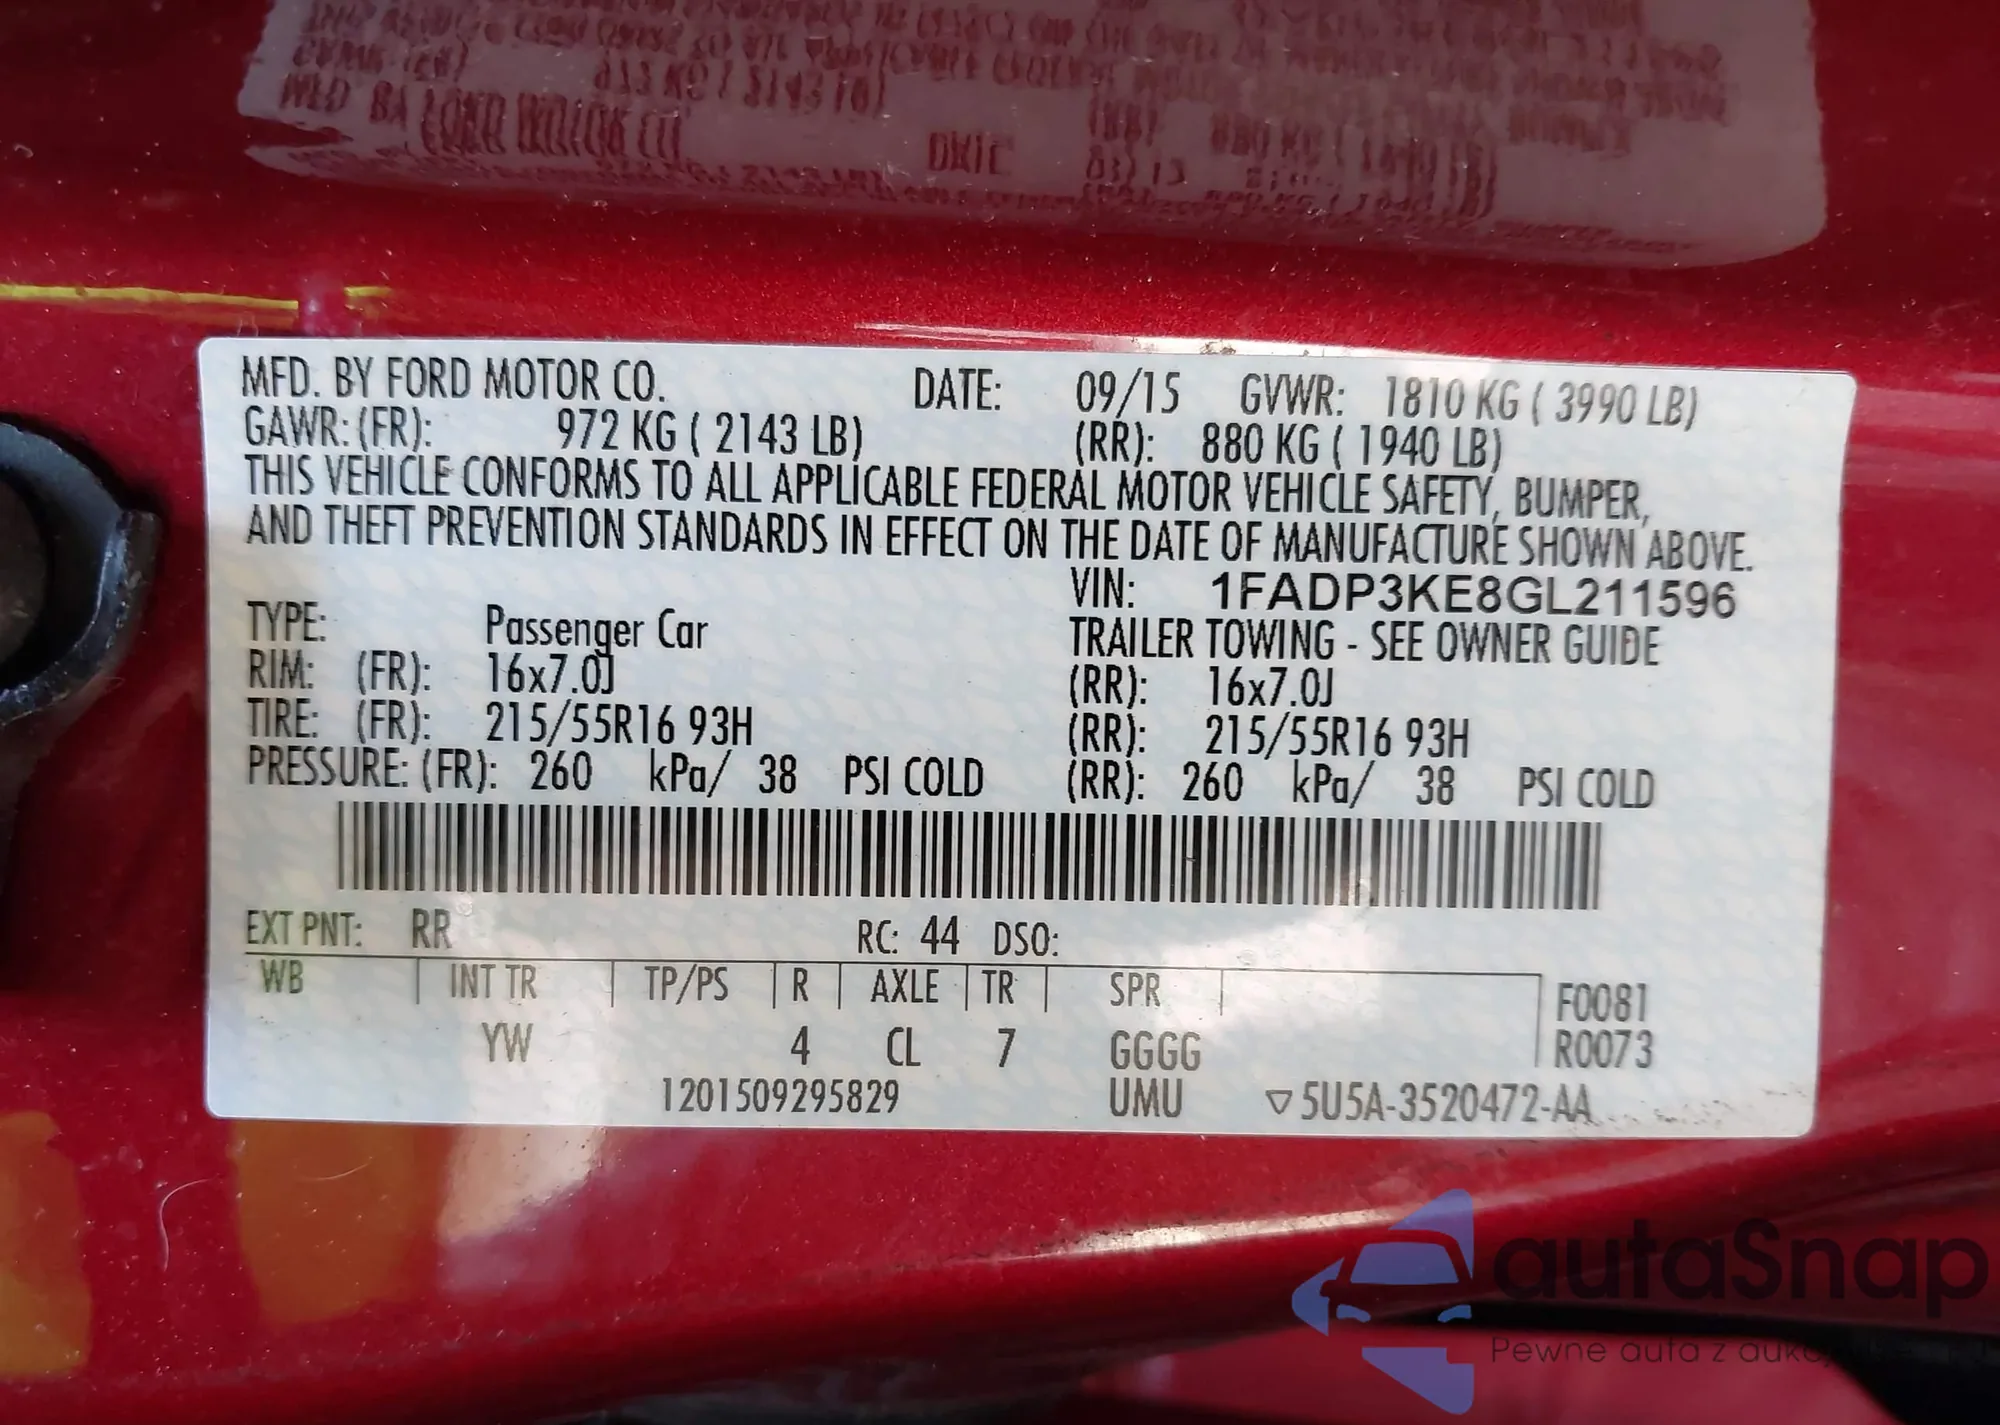 MFD. BY FORD MOTOR CO. DATE: 09/15 GVWR: 1810 KG ( 3990 LB)
GAWR: (FR): 972 KG ( 2143 LB) (RR): 880 KG ( 1940 LB)
THIS VEHICLE CONFORMS TO ALL APPLICABLE FEDERAL MOTOR VEHICLE SAFETY, BUMPER,
AND THEFT PREVENTION STANDARDS IN EFFECT ON THE DATE OF MANUFACTURE SHOWN ABOVE.
VIN: 1FADP3KE8GL211596
TYPE: Passenger Car TRAILER TOWING - SEE OWNER GUIDE
RIM: (FR): 16x7.0J (RR): 16x7.0J
TIRE: (FR): 215/55R16 93H (RR): 215/55R16 93H
PRESSURE: (FR): 260 kPa/ 38 PSI COLD (RR): 260 kPa/ 38 PSI COLD
EXT PNT: RR RC: 44 DSO:
WB INT TR TP/PS R AXLE TR SPR F0081
YW 4 CL 7 GGGG R0073
1201509295829 UMU ▽5U5A-3520472-AA
autaSnap
Pewne auta z